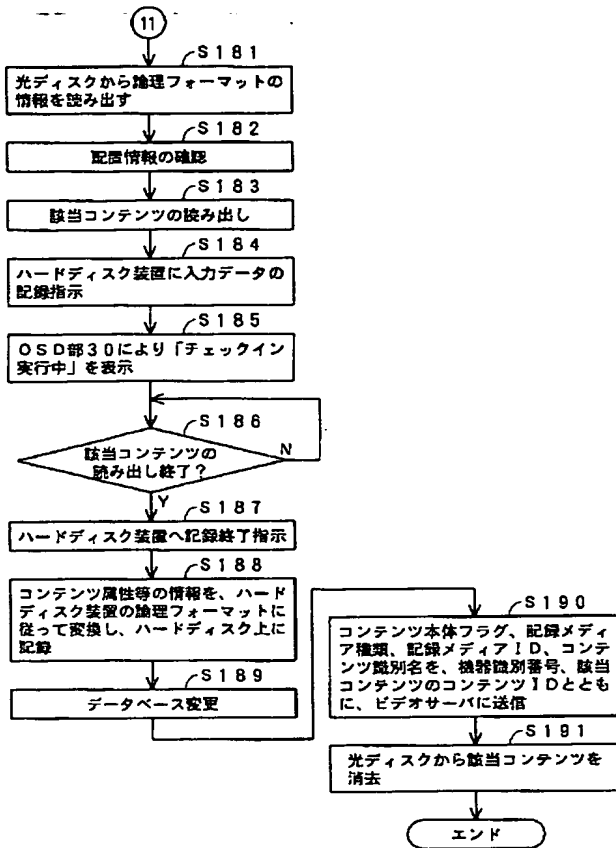 11
S181
光ディスクから論理フォーマットの
情報を読み出す
S182
配置情報の確認
S183
該当コンテンツの読み出し
S184
ハードディスク装置に入力データの
記録指示
S185
OSD部30により「チェックイン
実行中」を表示
S186
該当コンテンツの
読み出し終了?
N
Y
S187
ハードディスク装置へ記録終了指示
S188
コンテンツ属性等の情報を、ハード
ディスク装置の論理フォーマットに
従って変換し、ハードディスク上に
記録
S189
データベース変更
S190
コンテンツ本体フラグ、記録メディ
ア種類、記録メディアID、コンテン
ツ識別名を、機器識別番号、該当
コンテンツのコンテンツIDとと
もに、ビデオサーバに送信
S191
光ディスクから該当コンテンツを
消去
エンド